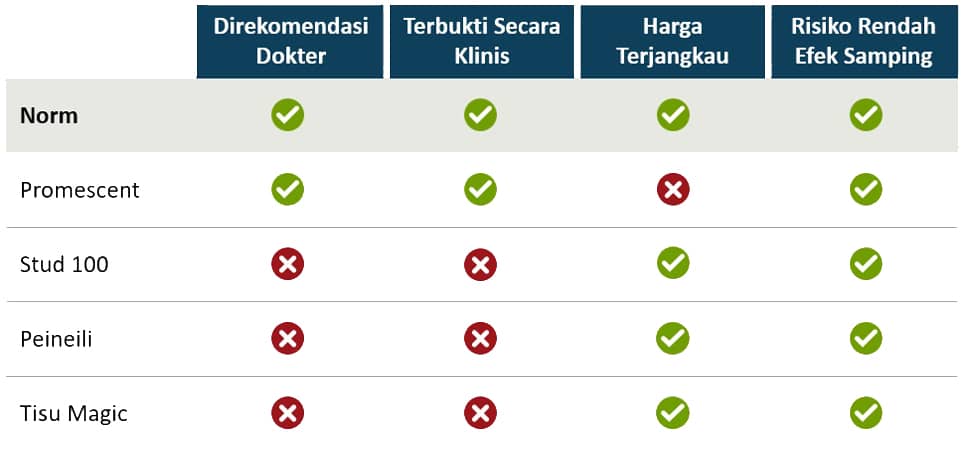 Direkomendasi
Dokter
Terbukti Secara
Klinis
Harga
Terjangkau
Risiko Rendah
Efek Samping
Norm
Promescent
Stud 100
Peineili
Tisu Magic